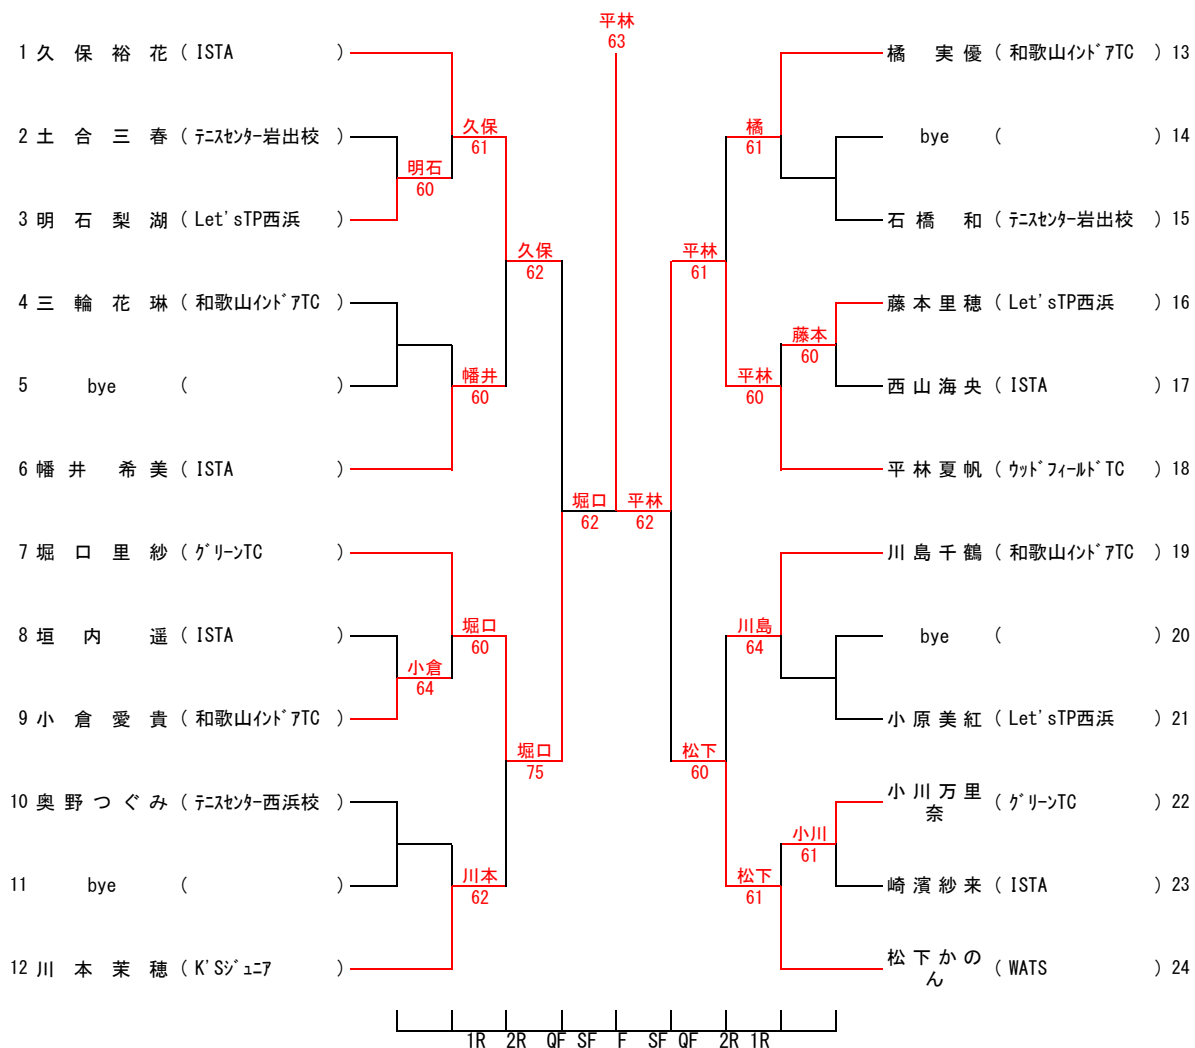 平林
63
1 久保裕花 ( ISTA )
2 土合三春 ( ﾃﾆｽｾﾝﾀｰ岩出校 )
3 明石梨湖 ( Let'sTP西浜 )
4 三輪花琳 ( 和歌山ｲﾝﾄﾞｱTC )
5 bye ( )
6 幡井希美 ( ISTA )
7 堀口里紗 ( ｸﾞﾘｰﾝTC )
8 垣内遥 ( ISTA )
9 小倉愛貴 ( 和歌山ｲﾝﾄﾞｱTC )
10 奥野つぐみ ( ﾃﾆｽｾﾝﾀｰ西浜校 )
11 bye ( )
12 川本茉穂 ( K'Sｼﾞｭﾆｱ )
明石
60
小倉
64
久保
61
幡井
60
堀口
60
川本
62
久保
62
堀口
75
堀口
62
平林
62
平林
61
松下
60
橘
61
平林
60
川島
64
松下
61
藤本
60
小川
61
橘実優 ( 和歌山ｲﾝﾄﾞｱTC ) 13
bye ( ) 14
石橋和 ( ﾃﾆｽｾﾝﾀｰ岩出校 ) 15
藤本里穂 ( Let'sTP西浜 ) 16
西山海央 ( ISTA ) 17
平林夏帆 ( ｳｯﾄﾞﾌｨｰﾙﾄﾞTC ) 18
川島千鶴 ( 和歌山ｲﾝﾄﾞｱTC ) 19
bye ( ) 20
小原美紅 ( Let'sTP西浜 ) 21
小川万里奈 ( ｸﾞﾘｰﾝTC ) 22
崎濱紗来 ( ISTA ) 23
松下かのん ( WATS ) 24
1R 2R QF SF F SF QF 2R 1R